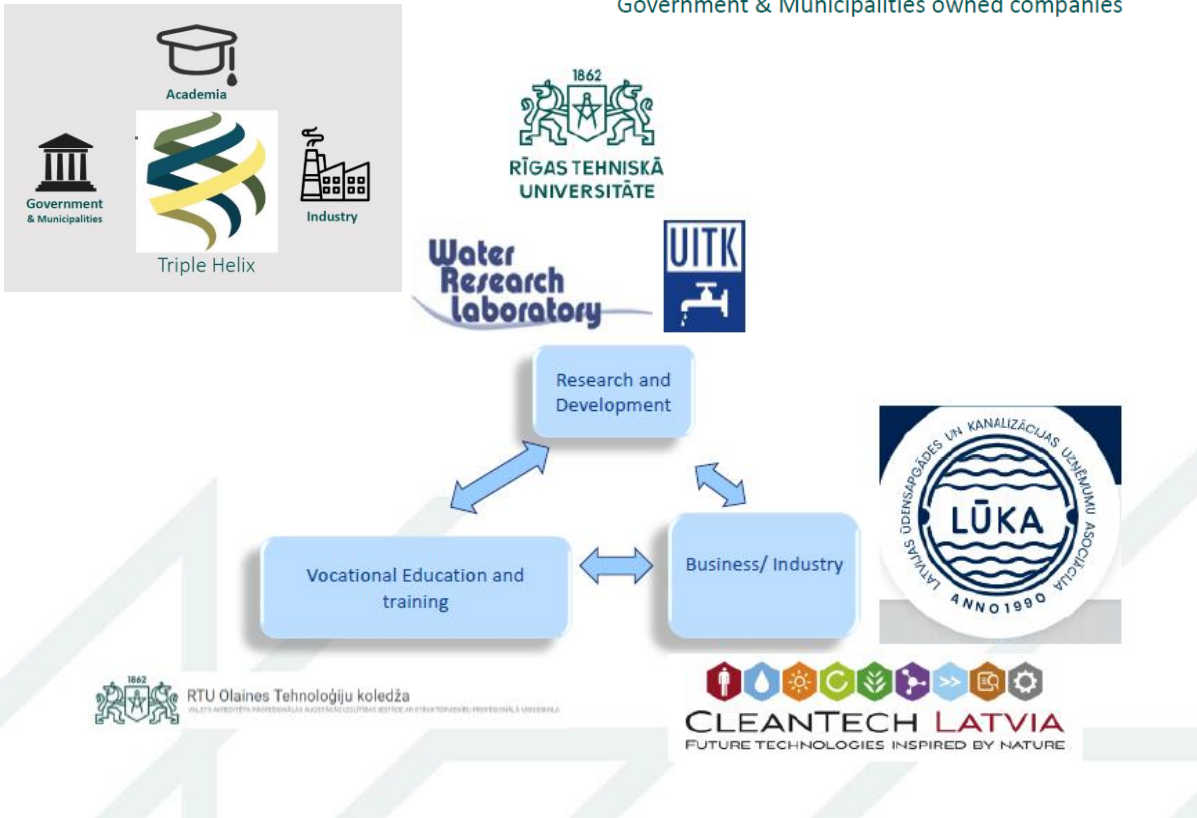 Government & Municipalities owned companies
Academia
Government
& Municipalities
Industry
Triple Helix
1862
RĪGAS TEHNISKĀ
UNIVERSITĀTE
Water
Research
Laboratory
UITK
Research and
Development
Vocational Education and
training
Business/ Industry
LATVIJAS ŪDENSAPGĀDES UN KANALIZĀCIJAS UZŅĒMUMU ASOCIĀCIJA
LŪKA
ANNO 1990
1862
RTU Olaines Tehnoloģiju koledža
>>
CLEANTECH LATVIA
FUTURE TECHNOLOGIES INSPIRED BY NATURE